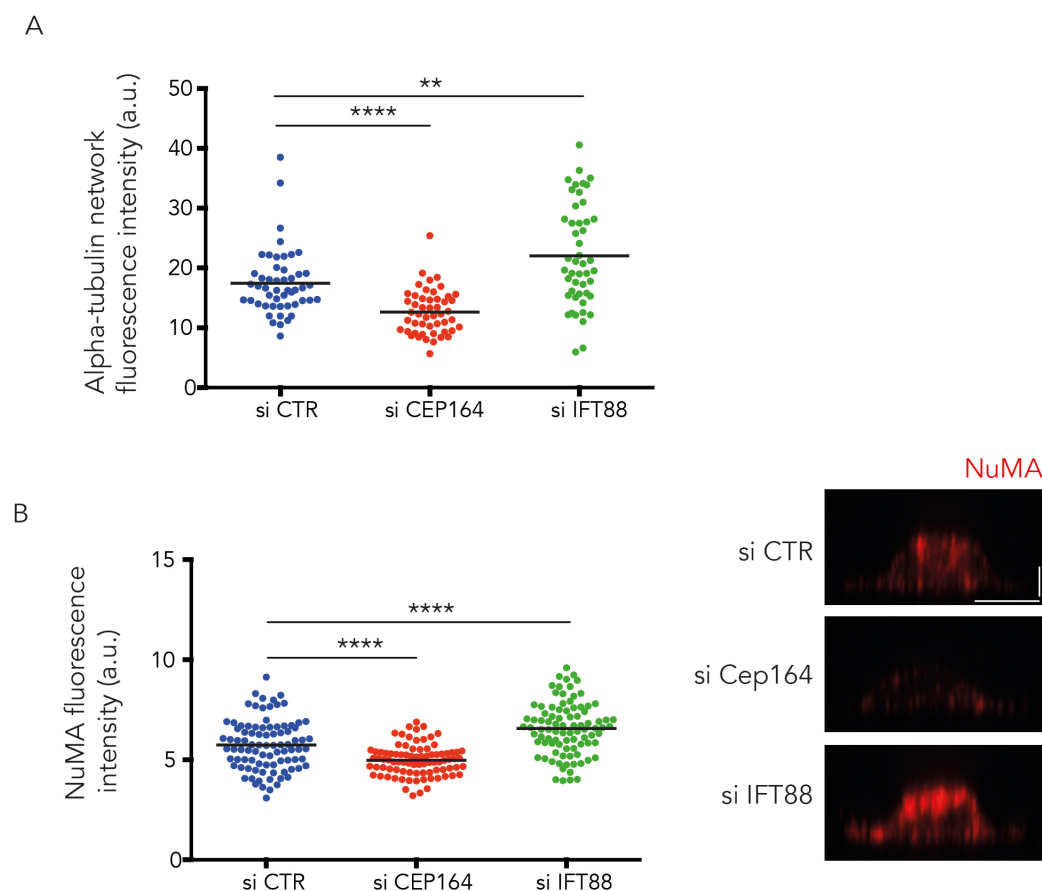 A
Alpha-tubulin network
fluorescence intensity (a.u.)
50
40
30
20
10
0
**
****
si CTR
si CEP164
si IFT88
B
NuMA fluorescence
intensity (a.u.)
15
10
5
0
****
****
si CTR
si CEP164
si IFT88
NuMA
si CTR
si Cep164
si IFT88